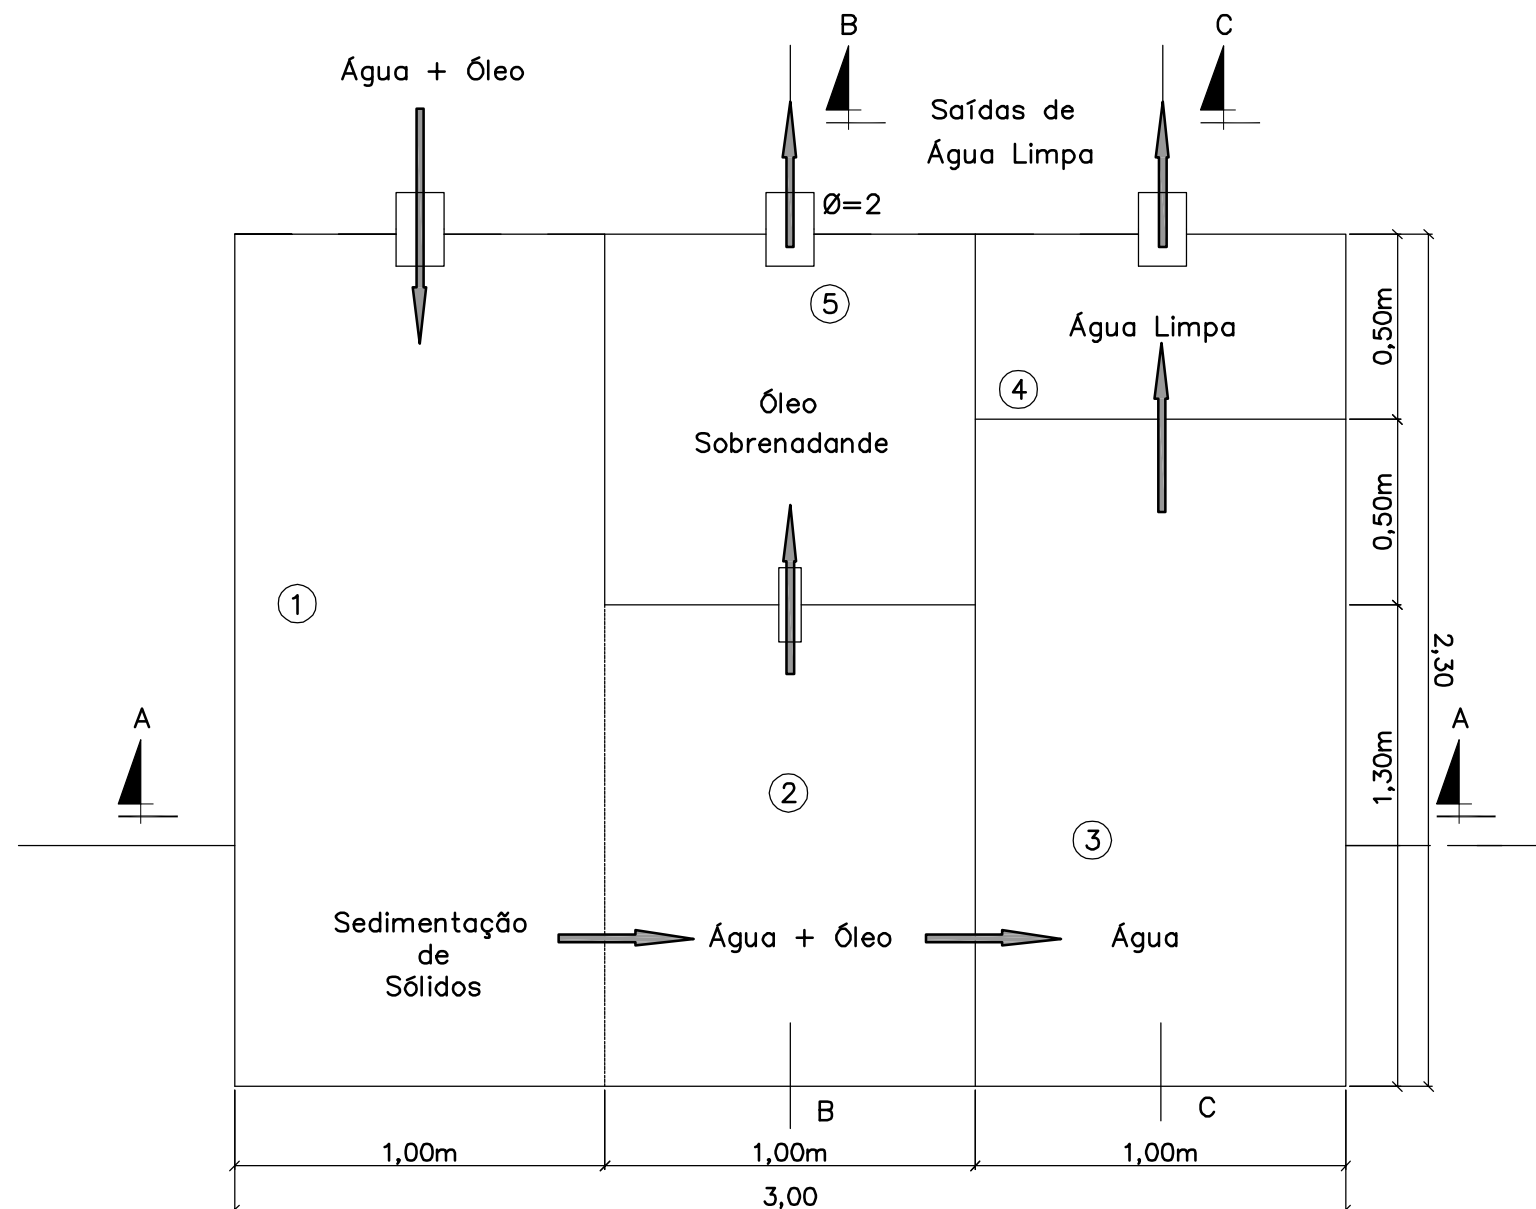 B
C
Água + Óleo
Saídas de
Água Limpa
Ø=2
5
Água Limpa
0,50m
4
Óleo
Sobrenadande
0,50m
1
2,30
A
A
1,30m
2
3
Sedimentação
de
Sólidos
Água + Óleo
Água
B
C
1,00m
1,00m
1,00m
3,00